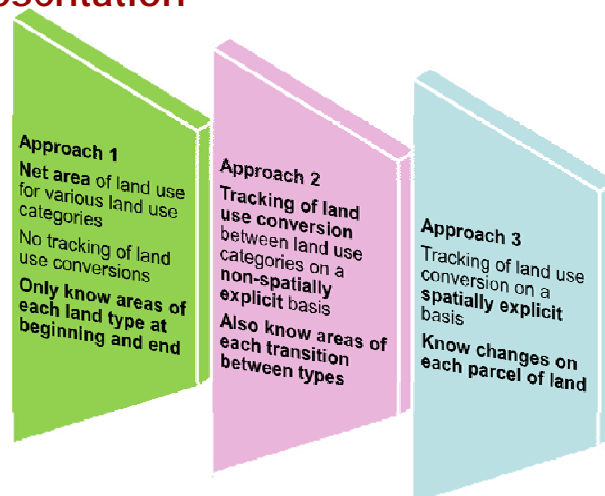 Approach 1
Net area of land use
for various land use
categories
No tracking of land
use conversions
Only know areas of
each land type at
beginning and end
Approach 2
Tracking of land
use conversion
between land use
categories on a
non-spatially
explicit basis
Also know areas of
each transition
between types
Approach 3
Tracking of land use
conversion on a
spatially explicit
basis
Know changes on
each parcel of land